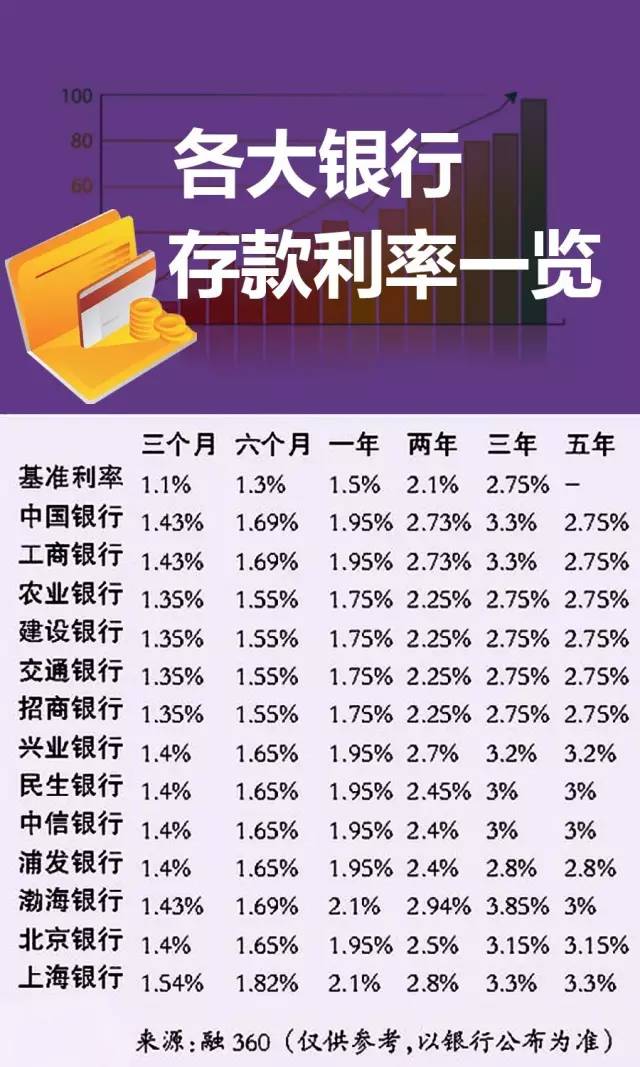 100
80
60
各大银行
存款利率一览
三个月 六个月 一年 两年 三年 五年
基准利率 1.1% 1.3% 1.5% 2.1% 2.75% –
中国银行 1.43% 1.69% 1.95% 2.73% 3.3% 2.75%
工商银行 1.43% 1.69% 1.95% 2.73% 3.3% 2.75%
农业银行 1.35% 1.55% 1.75% 2.25% 2.75% 2.75%
建设银行 1.35% 1.55% 1.75% 2.25% 2.75% 2.75%
交通银行 1.35% 1.55% 1.75% 2.25% 2.75% 2.75%
招商银行 1.35% 1.55% 1.75% 2.25% 2.75% 2.75%
兴业银行 1.4% 1.65% 1.95% 2.7% 3.2% 3.2%
民生银行 1.4% 1.65% 1.95% 2.45% 3% 3%
中信银行 1.4% 1.65% 1.95% 2.4% 3% 3%
浦发银行 1.4% 1.65% 1.95% 2.4% 2.8% 2.8%
渤海银行 1.43% 1.69% 2.1% 2.94% 3.85% 3%
北京银行 1.4% 1.65% 1.95% 2.5% 3.15% 3.15%
上海银行 1.54% 1.82% 2.1% 2.8% 3.3% 3.3%
来源:融360（仅供参考,以银行公布为准）